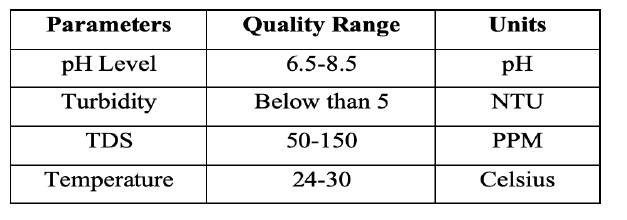 Parameters Quality Range Units
pH Level 6.5-8.5 pH
Turbidity Below than 5 NTU
TDS 50-150 PPM
Temperature 24-30 Celsius